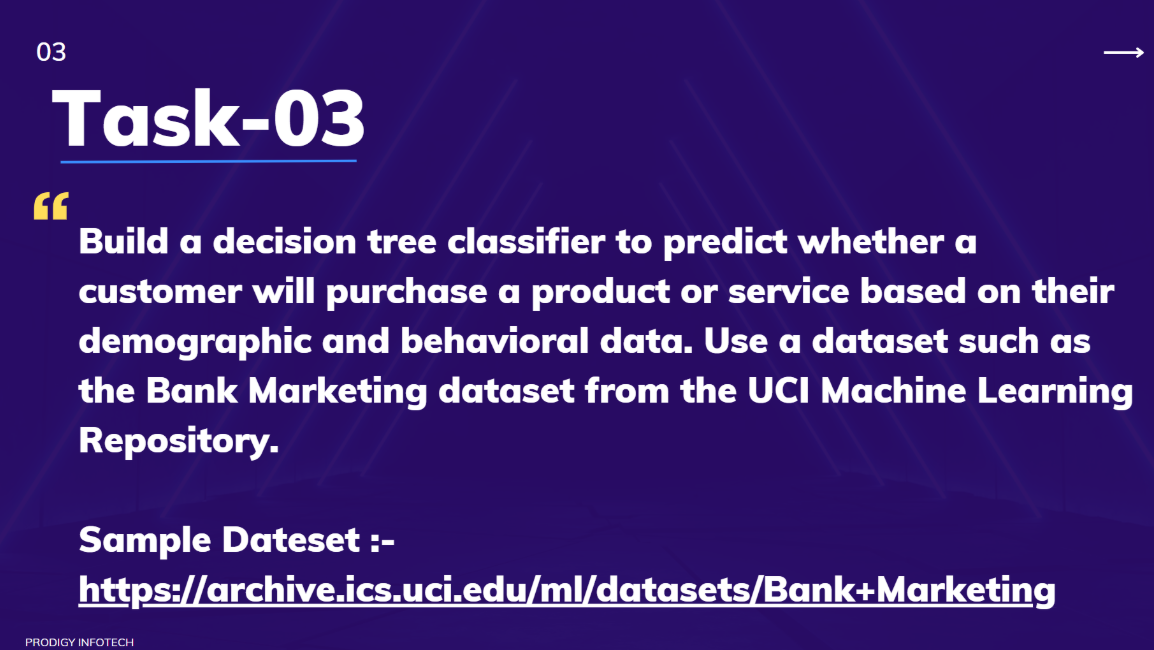 03
Task-03
“
Build a decision tree classifier to predict whether a
customer will purchase a product or service based on their
demographic and behavioral data. Use a dataset such as
the Bank Marketing dataset from the UCI Machine Learning
Repository.
Sample Dateset :-
https://archive.ics.uci.edu/ml/datasets/Bank+Marketing
PRODIGY INFOTECH